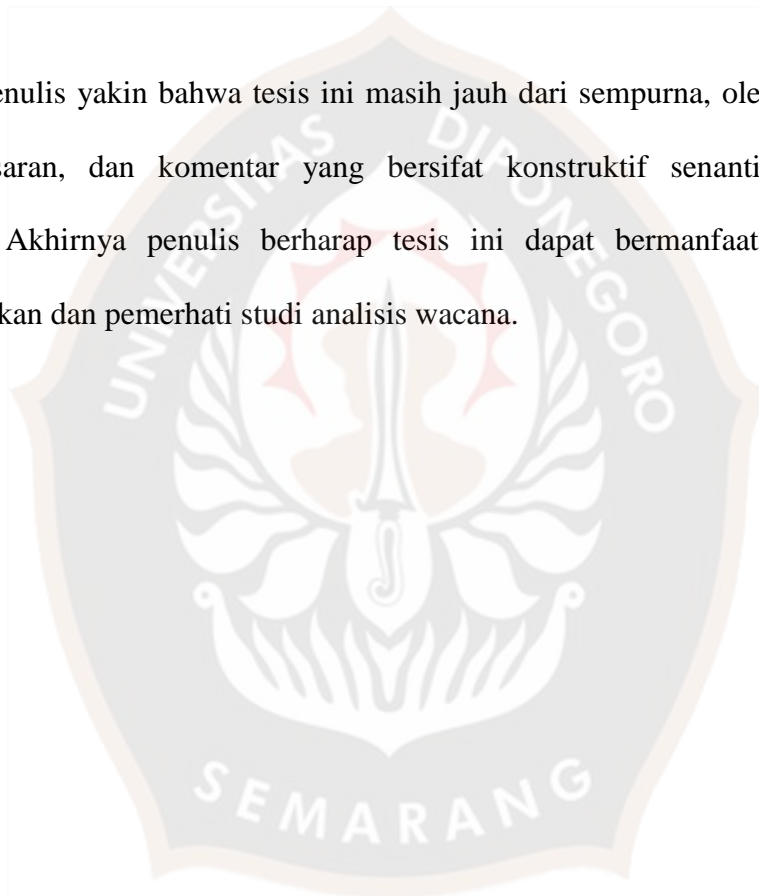 enulis yakin bahwa tesis ini masih jauh dari sempurna, ole
saran, dan komentar yang bersifat konstruktif senanti
Akhirnya penulis berharap tesis ini dapat bermanfaat
kan dan pemerhati studi analisis wacana.
UNIVERSITAS DIPONEGORO
SEMARANG